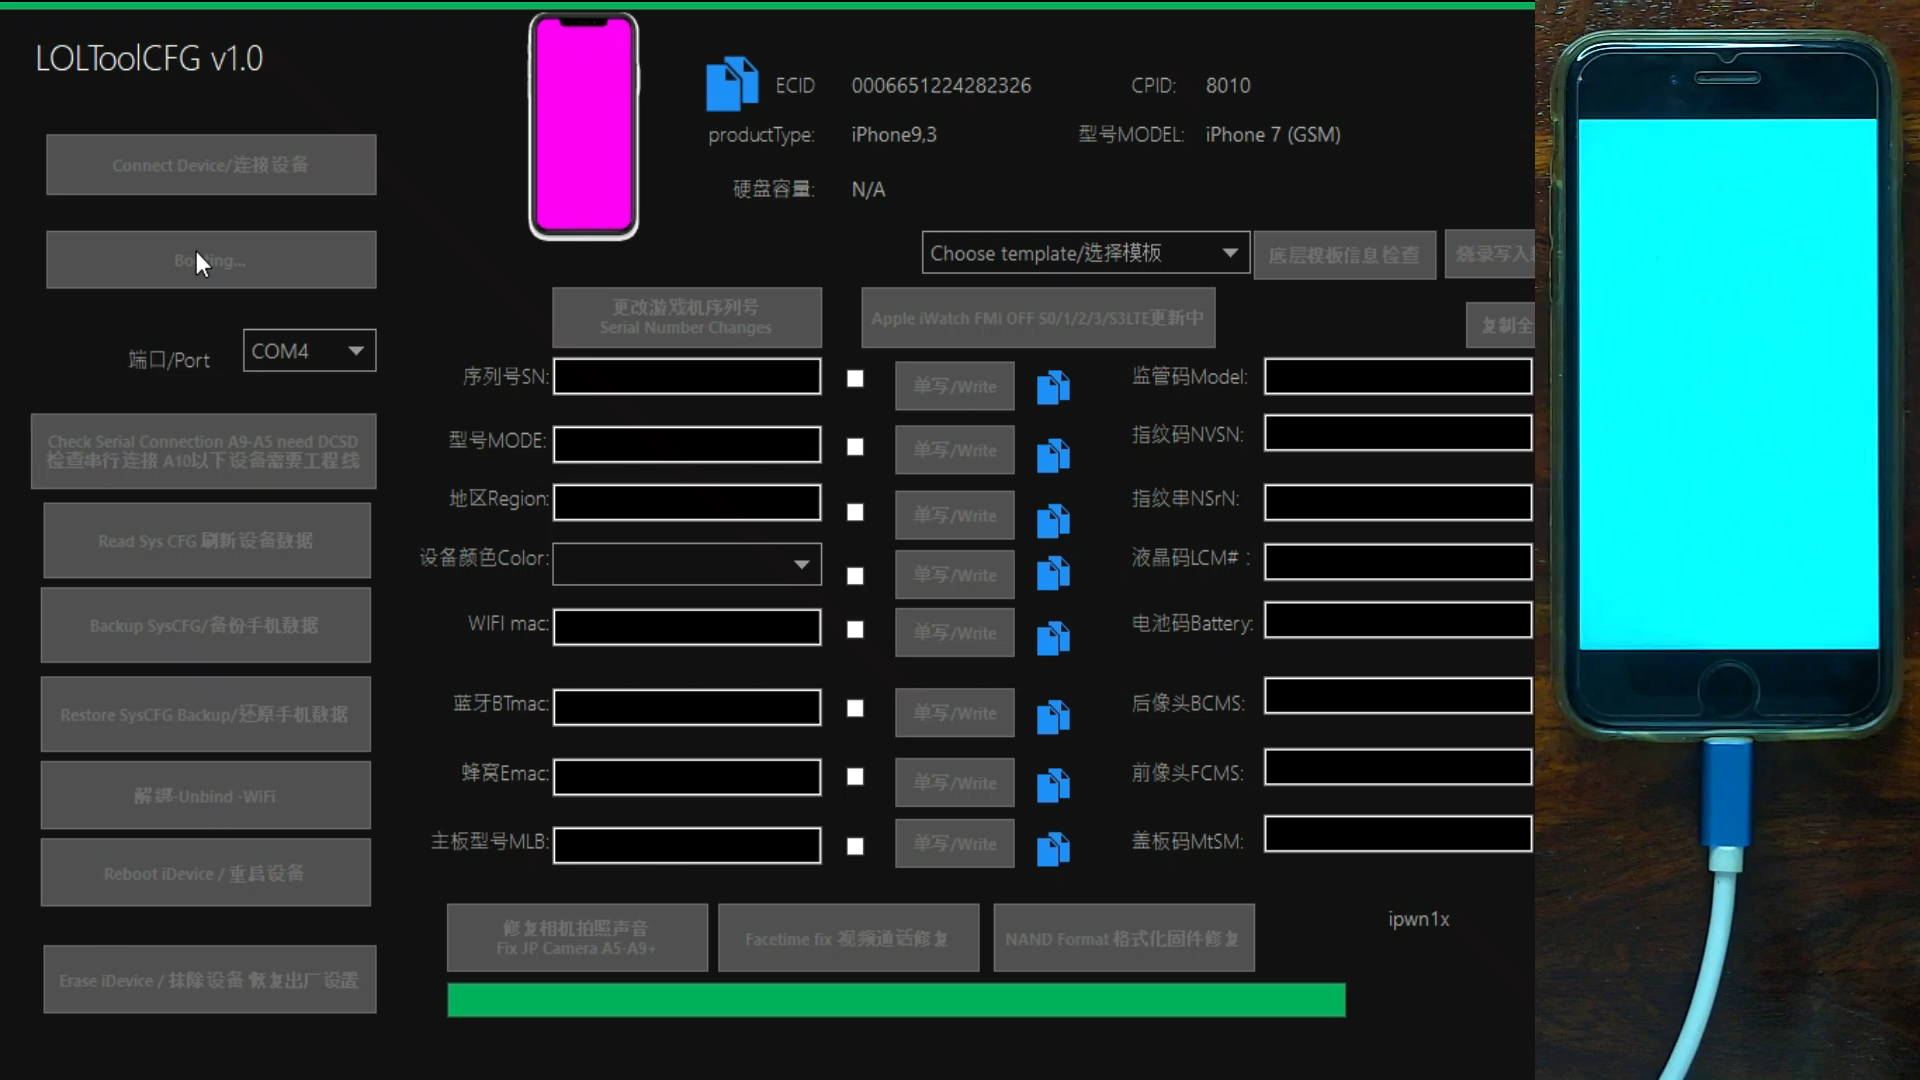 LOLToolCFG v1.0
ECID 0006651224282326 CPID: 8010
productType: iPhone9,3 型号MODEL: iPhone 7 (GSM)
硬盘容量: N/A
Connect Device/连接设备
Choose template/选择模板
底层模板信息检查
烧录写入
更改游戏机序列号
Serial Number Changes
Apple iWatch FMI OFF S0/1/2/3/S3LTE更新中
复制全
端口/Port COM4
Check Serial Connection A9-A5 need DCSD
检查串行连接 A10以下设备需要工程线
Read Sys CFG 刷新设备数据
Backup SysCFG/备份手机数据
Restore SysCFG Backup/还原手机数据
解绑-Unbind -WiFi
Reboot iDevice / 重启设备
Erase iDevice / 抹除设备 恢复出厂设置
序列号SN: 单写/Write 监管码Model:
型号MODE: 单写/Write 指纹码NVSN:
地区Region: 单写/Write 指纹串NSrN:
设备颜色Color: 单写/Write 液晶码LCM# :
WIFI mac: 单写/Write 电池码Battery:
蓝牙BTmac: 单写/Write 后像头BCMS:
蜂窝Emac: 单写/Write 前像头FCMS:
主板型号MLB: 单写/Write 盖板码MtSM:
修复相机拍照声音
Fix JP Camera A5-A9+
Facetime fix 视频通话修复
NAND Format 格式化固件修复
ipwn1x